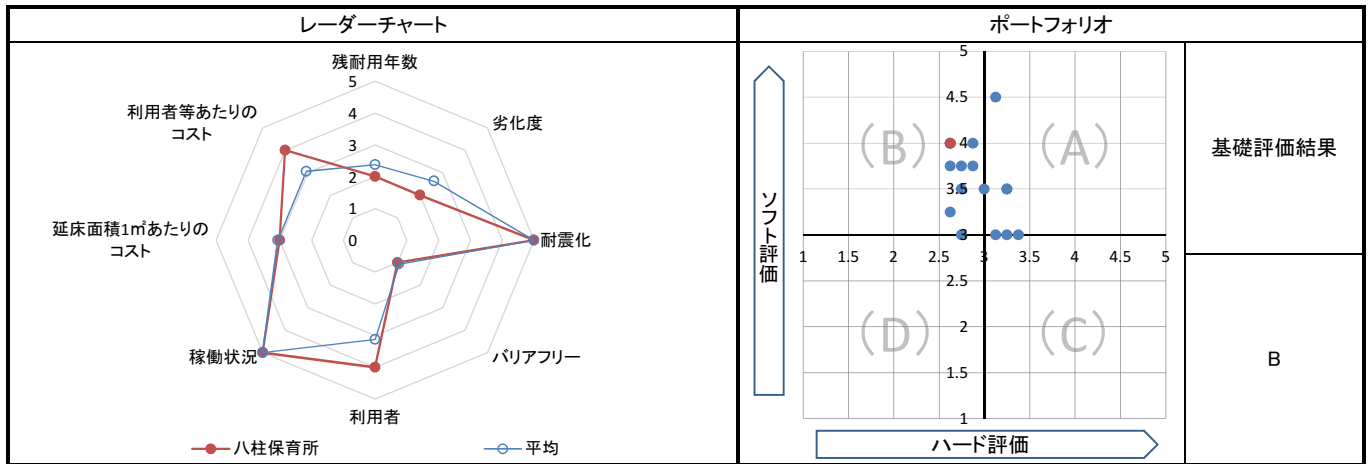 レーダーチャート
残耐用年数
劣化度
耐震化
バリアフリー
利用者
稼働状況
延床面積1㎡あたりの
コスト
利用者等あたりの
コスト
5
4
3
2
1
0
八柱保育所
平均
ポートフォリオ
ソフト評価
5
4.5
4
3.5
3
2.5
2
1.5
1
1 1.5 2 2.5 3 3.5 4 4.5 5
(B)
(A)
(D)
(C)
ハード評価
基礎評価結果
B